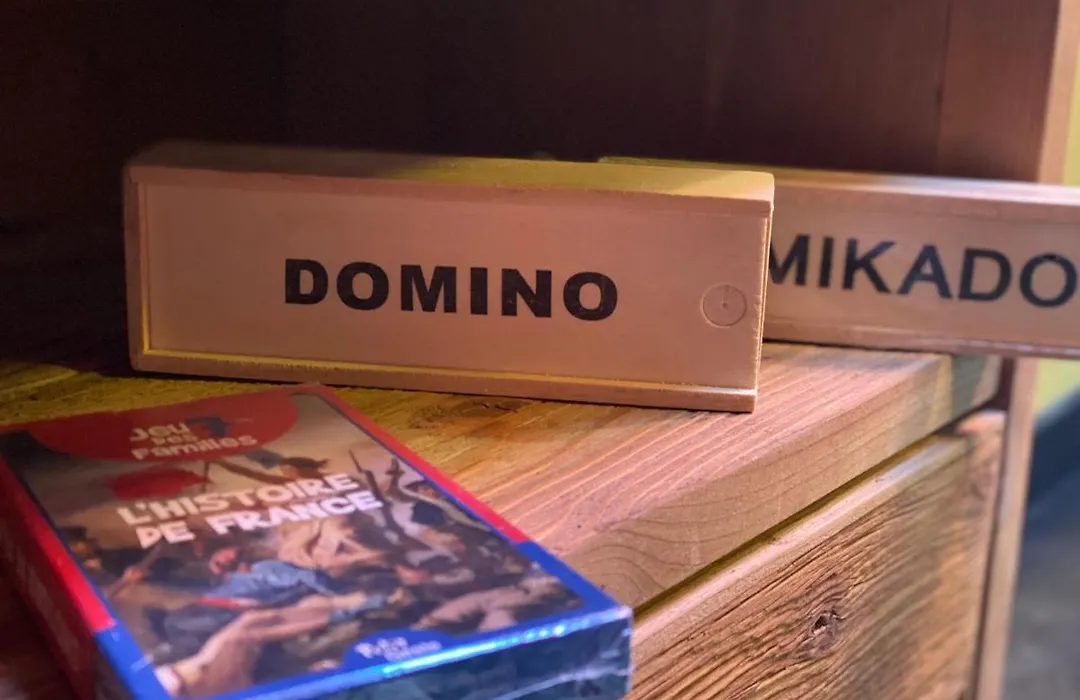 DOMINO
MIKADO
Jeu
Des
Familles
L'HISTOIRE
DE FRANCE